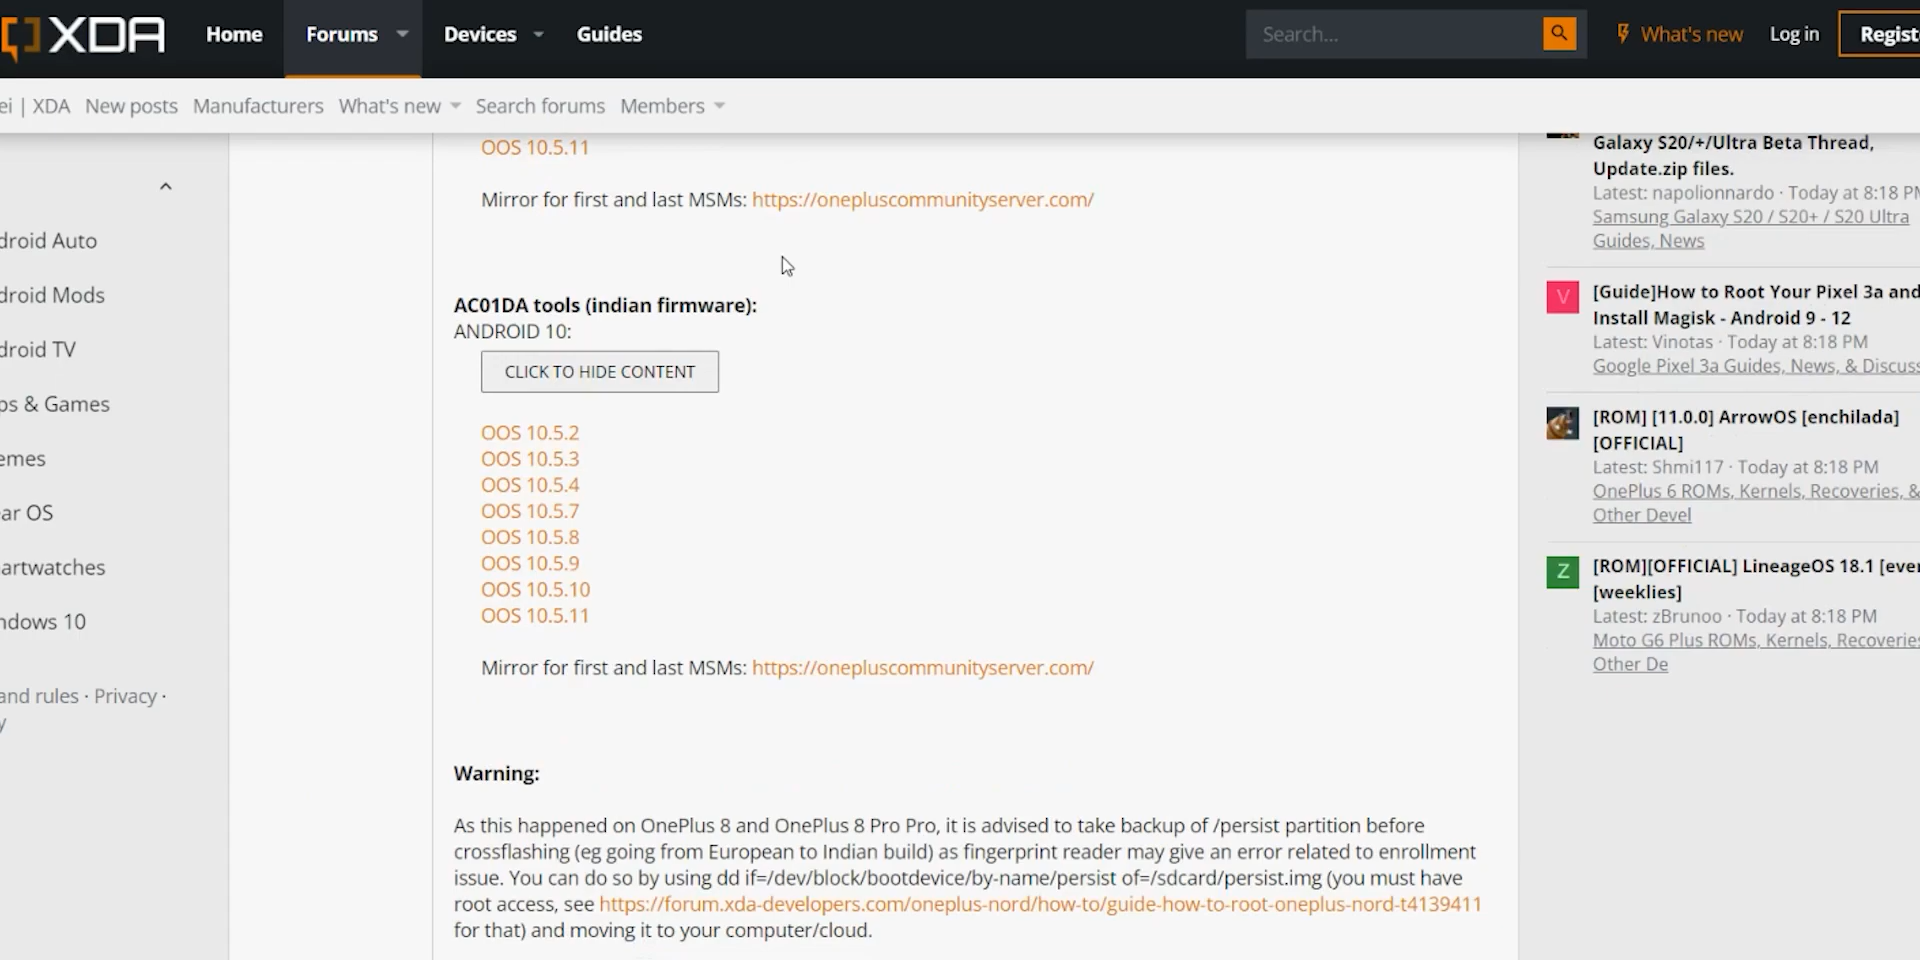 XDA
Home
Forums
Devices
Guides
Search...
What's new
Log in
Regist
ei | XDA
New posts
Manufacturers
What's new
Search forums
Members
OOS 10.5.11
Mirror for first and last MSMs: https://onepluscommunityserver.com/
AC01DA tools (indian firmware):
ANDROID 10:
CLICK TO HIDE CONTENT
OOS 10.5.2
OOS 10.5.3
OOS 10.5.4
OOS 10.5.7
OOS 10.5.8
OOS 10.5.9
OOS 10.5.10
OOS 10.5.11
Mirror for first and last MSMs: https://onepluscommunityserver.com/
Warning:
As this happened on OnePlus 8 and OnePlus 8 Pro Pro, it is advised to take backup of /persist partition before
crossflashing (eg going from European to Indian build) as fingerprint reader may give an error related to enrollment
issue. You can do so by using dd if=/dev/block/bootdevice/by-name/persist of=/sdcard/persist.img (you must have
root access, see https://forum.xda-developers.com/oneplus-nord/how-to/guide-how-to-root-oneplus-nord-t4139411
for that) and moving it to your computer/cloud.
droid Auto
droid Mods
droid TV
ps & Games
emes
ear OS
artwatches
ndows 10
and rules · Privacy ·
y
Galaxy S20/+/Ultra Beta Thread,
Update.zip files.
Latest: napolionnardo · Today at 8:18 PM
Samsung Galaxy S20 / S20+ / S20 Ultra
Guides, News
V
[Guide]How to Root Your Pixel 3a and
Install Magisk - Android 9 - 12
Latest: Vinotas · Today at 8:18 PM
Google Pixel 3a Guides, News, & Discuss
[ROM] [11.0.0] ArrowOS [enchilada]
[OFFICIAL]
Latest: Shmi117 · Today at 8:18 PM
OnePlus 6 ROMs, Kernels, Recoveries, &
Other Devel
Z
[ROM][OFFICIAL] LineageOS 18.1 [ever
[weeklies]
Latest: zBrunoo · Today at 8:18 PM
Moto G6 Plus ROMs, Kernels, Recoveries
Other De